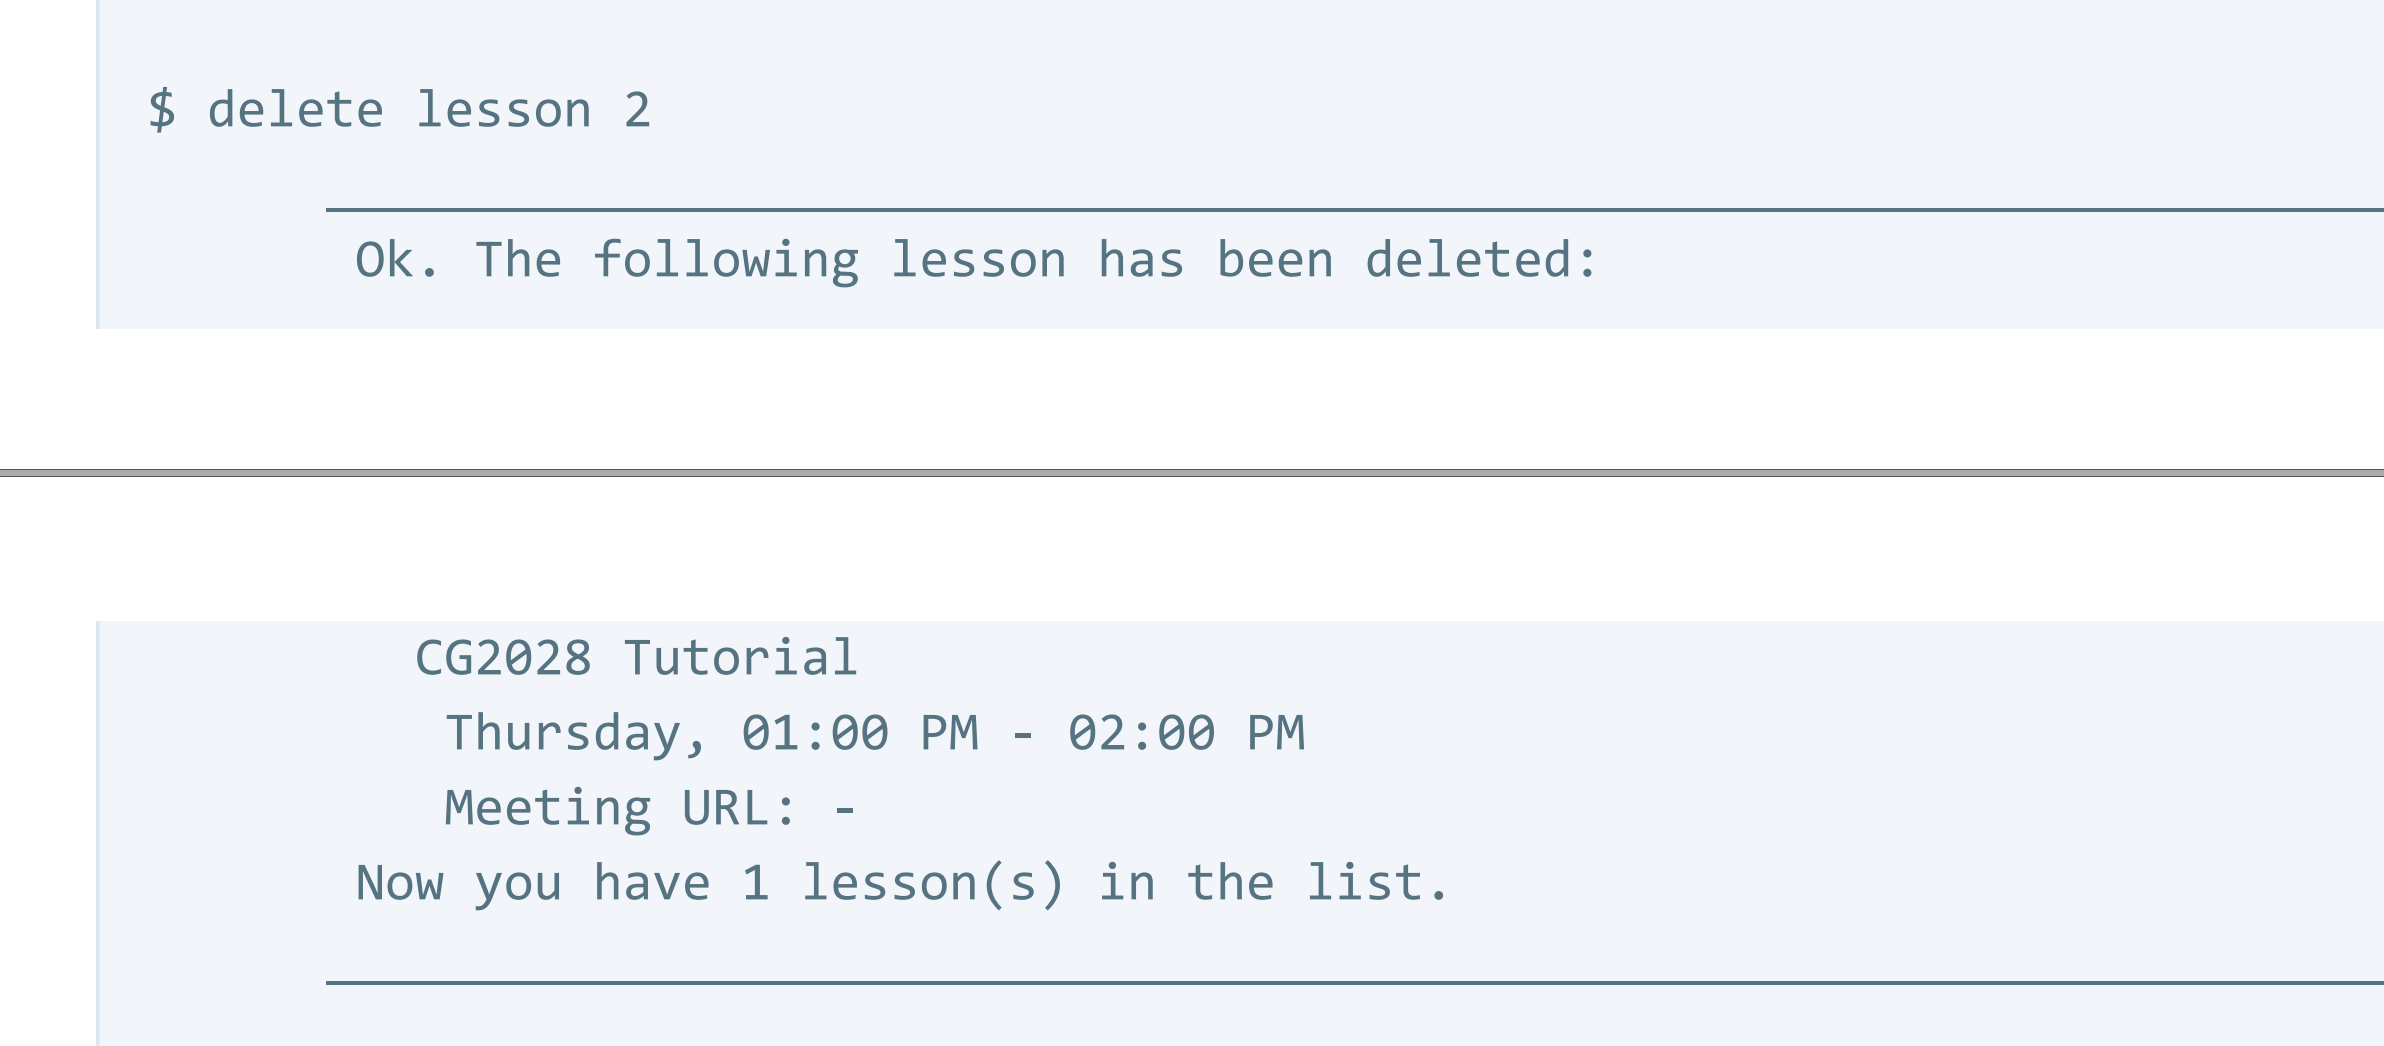 $ delete lesson 2
Ok. The following lesson has been deleted:
CG2028 Tutorial
Thursday, 01:00 PM - 02:00 PM
Meeting URL: -
Now you have 1 lesson(s) in the list.